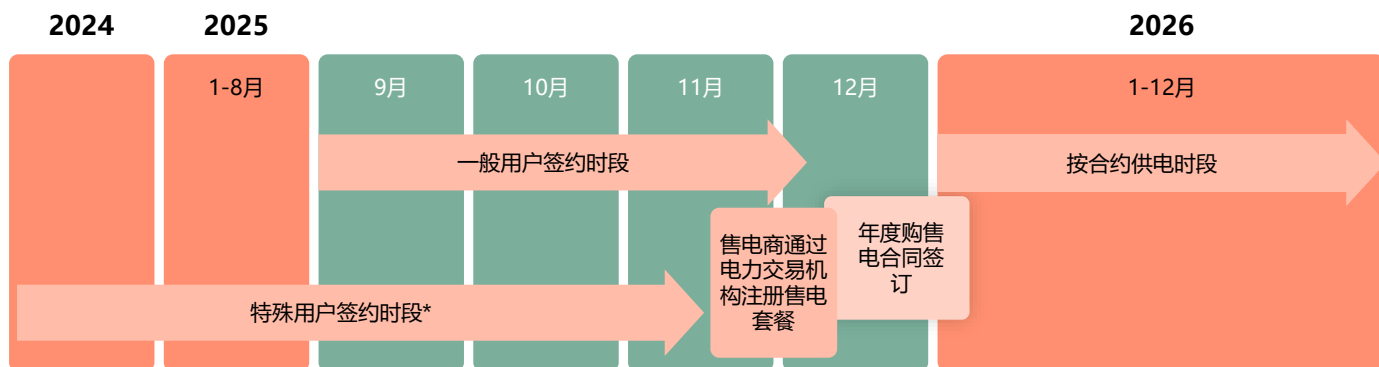 2024
2025
2026
1-8月
9月
10月
11月
12月
1-12月
一般用户签约时段
按合约供电时段
售电商通过
电力交易机
构注册售电
套餐
年度购售
电合同签
订
特殊用户签约时段*